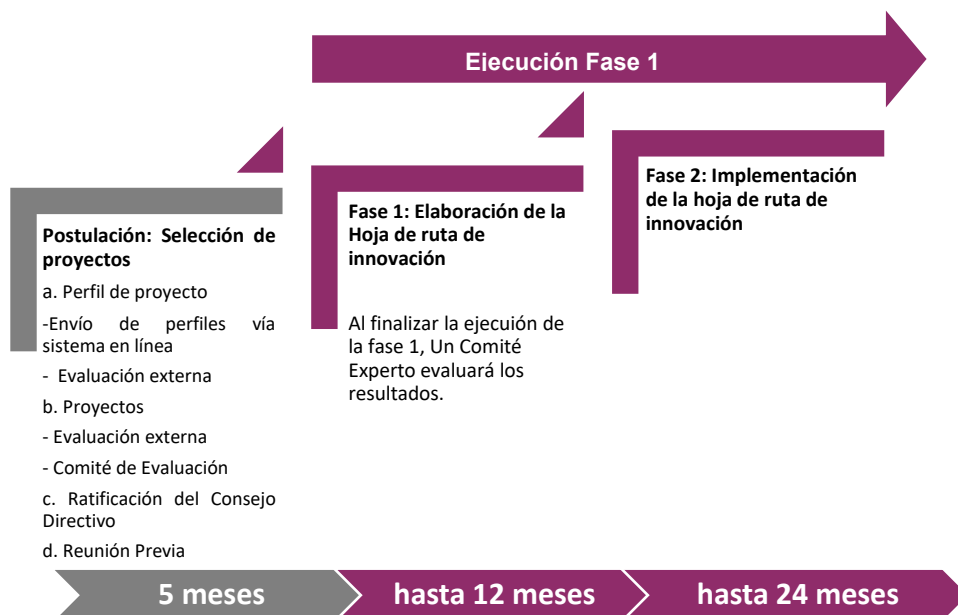 Ejecución Fase 1
Postulación: Selección de
proyectos
a. Perfil de proyecto
-Envío de perfiles vía
sistema en línea
- Evaluación externa
b. Proyectos
- Evaluación externa
- Comité de Evaluación
c. Ratificación del Consejo
Directivo
d. Reunión Previa
Fase 1: Elaboración de la
Hoja de ruta de
innovación
Al finalizar la ejecuión de
la fase 1, Un Comité
Experto evaluará los
resultados.
Fase 2: Implementación
de la hoja de ruta de
innovación
5 meses
hasta 12 meses
hasta 24 meses